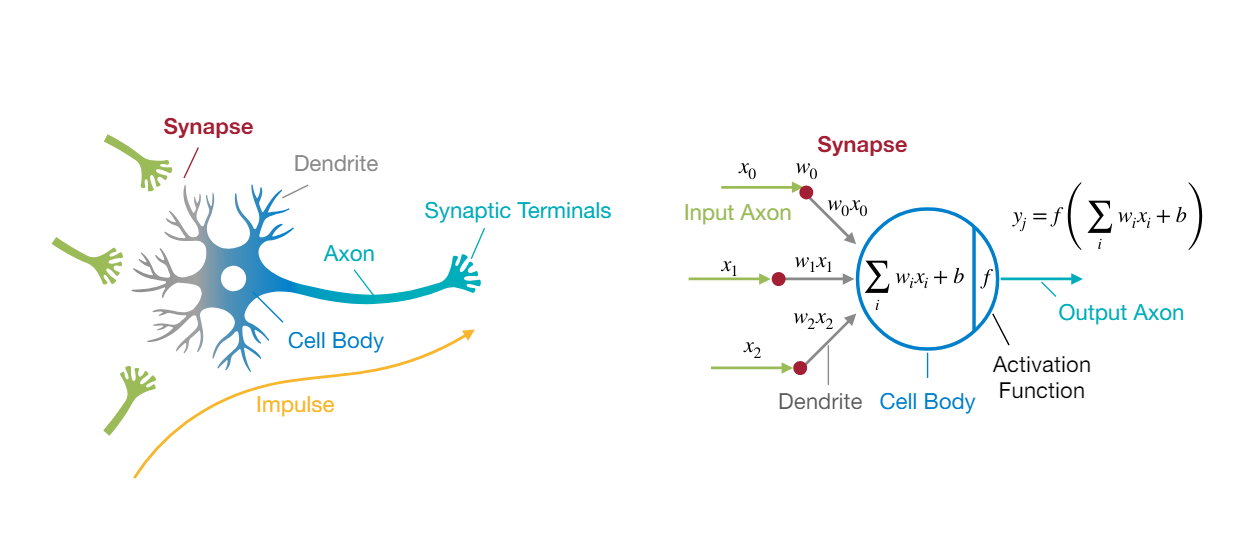 Synapse
Dendrite
Synaptic Terminals
Axon
Cell Body
Impulse
Synapse
x₀
w₀
Input Axon
w₀x₀
x₁
w₁x₁
w₂x₂
x₂
∑ᵢ wᵢxᵢ + b
f
yⱼ = f(∑ᵢ wᵢxᵢ + b)
Output Axon
Activation
Function
Dendrite
Cell Body